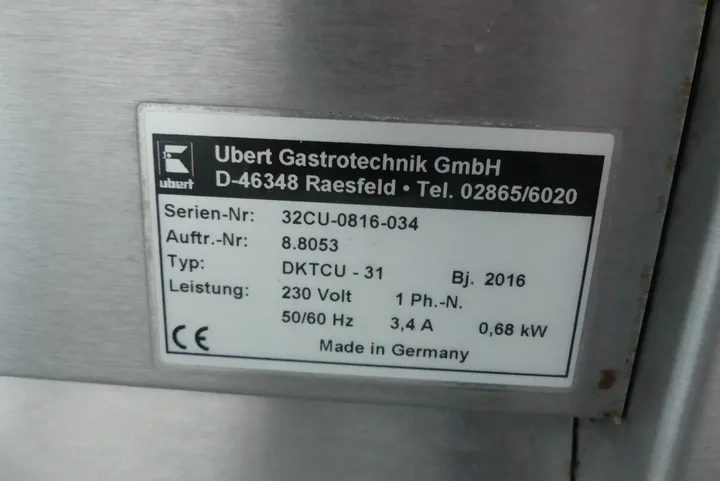 ubert
Ubert Gastrotechnik GmbH
D-46348 Raesfeld • Tel. 02865/6020
Serien-Nr: 32CU-0816-034
Auftr.-Nr: 8.8053
Typ: DKTCU - 31 Bj. 2016
Leistung: 230 Volt 1 Ph.-N.
50/60 Hz 3,4 A 0,68 kW
CE Made in Germany